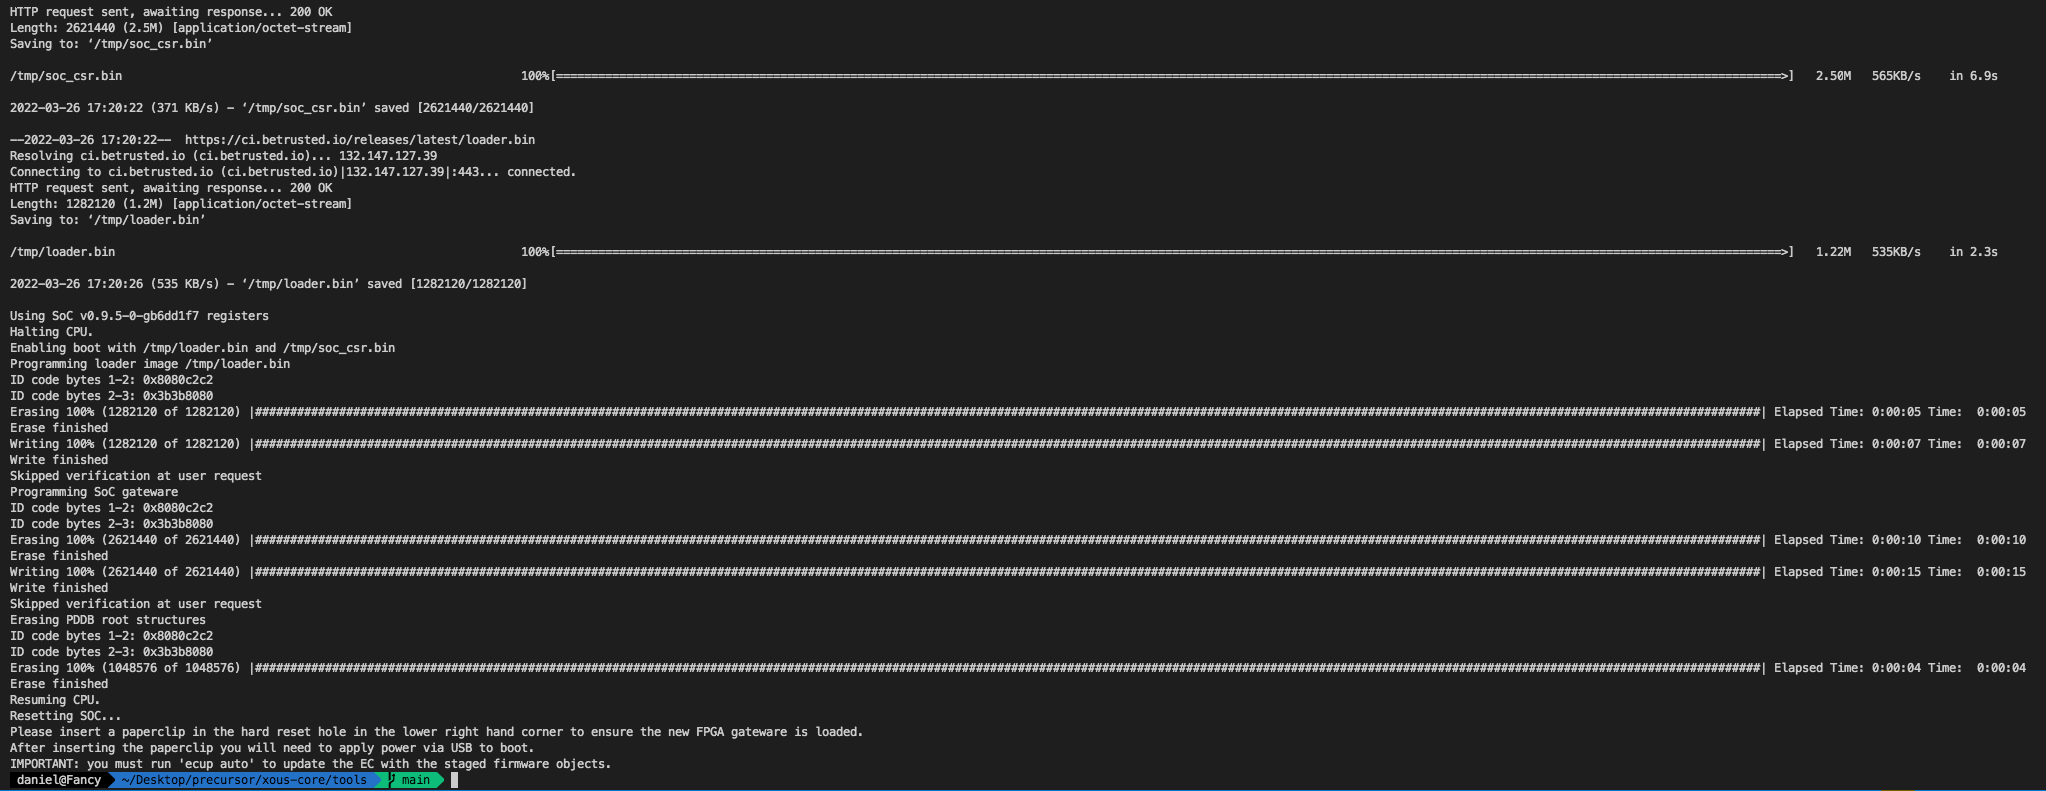 HTTP request sent, awaiting response... 200 OK
Length: 2621440 (2.5M) [application/octet-stream]
Saving to: ‘/tmp/soc_csr.bin’
/tmp/soc_csr.bin 100%[==================================================>] 2.50M 565KB/s in 6.9s
2022-03-26 17:20:22 (371 KB/s) - ‘/tmp/soc_csr.bin’ saved [2621440/2621440]
--2022-03-26 17:20:22-- https://ci.betrusted.io/releases/latest/loader.bin
Resolving ci.betrusted.io (ci.betrusted.io)... 132.147.127.39
Connecting to ci.betrusted.io (ci.betrusted.io)|132.147.127.39|:443... connected.
HTTP request sent, awaiting response... 200 OK
Length: 1282120 (1.2M) [application/octet-stream]
Saving to: ‘/tmp/loader.bin’
/tmp/loader.bin 100%[==================================================>] 1.22M 535KB/s in 2.3s
2022-03-26 17:20:26 (535 KB/s) - ‘/tmp/loader.bin’ saved [1282120/1282120]
Using SoC v0.9.5-0-gb6dd1f7 registers
Halting CPU.
Enabling boot with /tmp/loader.bin and /tmp/soc_csr.bin
Programming loader image /tmp/loader.bin
ID code bytes 1-2: 0x8080c2c2
ID code bytes 2-3: 0x3b3b8080
Erasing 100% (1282120 of 1282120) |##################################################| Elapsed Time: 0:00:05 Time:  0:00:05
Erase finished
Writing 100% (1282120 of 1282120) |##################################################| Elapsed Time: 0:00:07 Time:  0:00:07
Write finished
Skipped verification at user request
Programming SoC gateware
ID code bytes 1-2: 0x8080c2c2
ID code bytes 2-3: 0x3b3b8080
Erasing 100% (2621440 of 2621440) |##################################################| Elapsed Time: 0:00:10 Time:  0:00:10
Erase finished
Writing 100% (2621440 of 2621440) |##################################################| Elapsed Time: 0:00:15 Time:  0:00:15
Write finished
Skipped verification at user request
Erasing PDDB root structures
ID code bytes 1-2: 0x8080c2c2
ID code bytes 2-3: 0x3b3b8080
Erasing 100% (1048576 of 1048576) |##################################################| Elapsed Time: 0:00:04 Time:  0:00:04
Erase finished
Resuming CPU.
Resetting SOC...
Please insert a paperclip in the hard reset hole in the lower right hand corner to ensure the new FPGA gateware is loaded.
After inserting the paperclip you will need to apply power via USB to boot.
IMPORTANT: you must run 'ecup auto' to update the EC with the staged firmware objects.
daniel@Fancy ~/Desktop/precursor/xous-core/tools main